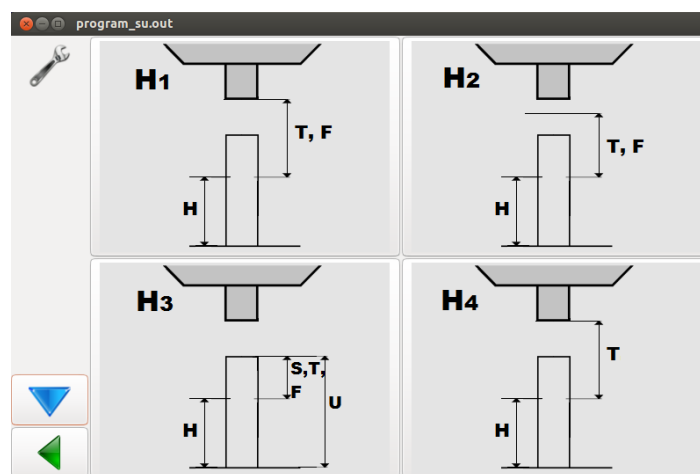 program_su.out
H1
T, F
H
H2
T, F
H
H3
S,T,
F
U
H
H4
T
H